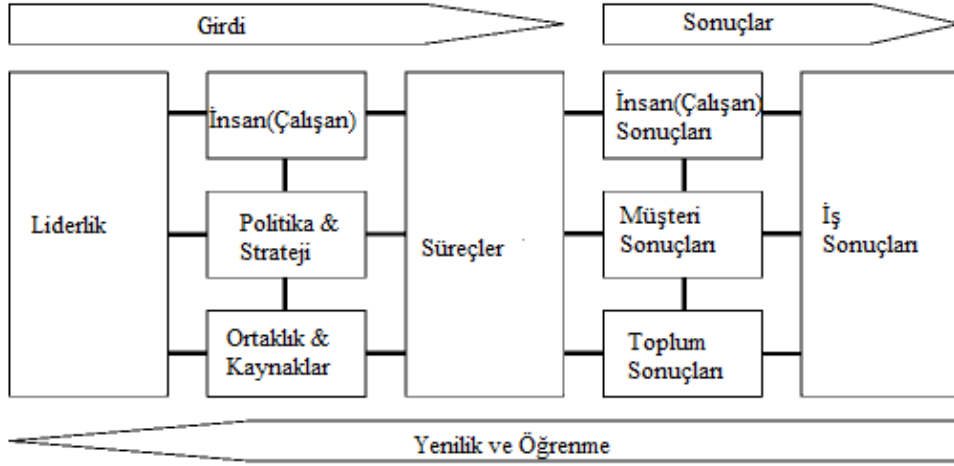 Girdi
Sonuçlar
Liderlik
İnsan(Çalışan)
Politika &
Strateji
Ortaklık &
Kaynaklar
Süreçler
İnsan(Çalışan)
Sonuçları
Müşteri
Sonuçları
Toplum
Sonuçları
İş
Sonuçları
Yenilik ve Öğrenme